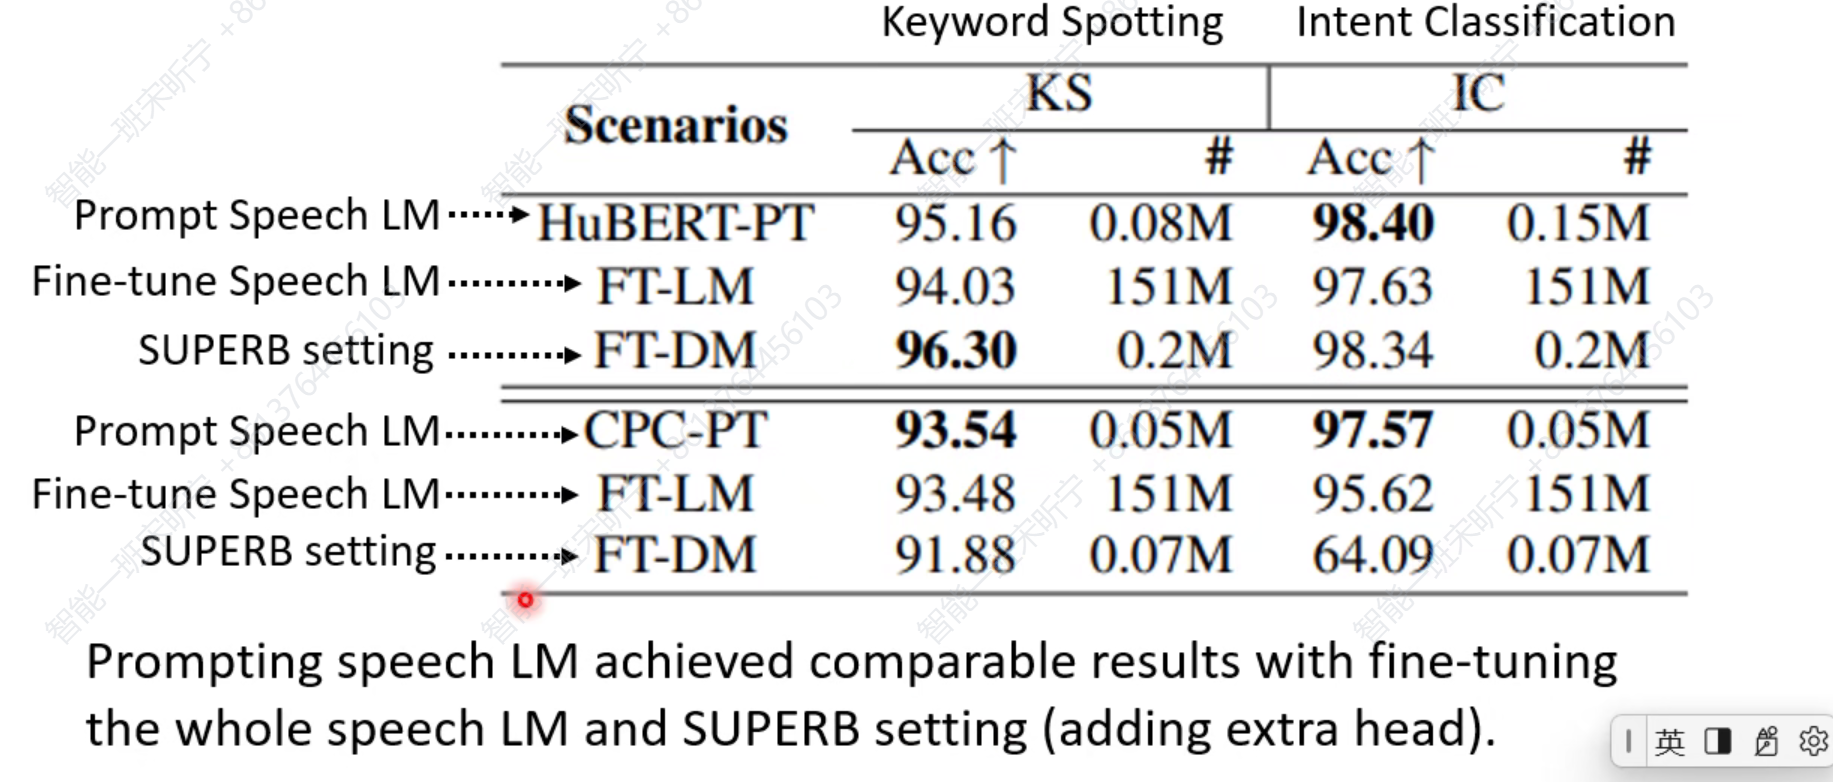 Keyword Spotting Intent Classification
Scenarios KS IC
Acc ↑ # Acc ↑ #
Prompt Speech LM HuBERT-PT 95.16 0.08M 98.40 0.15M
Fine-tune Speech LM FT-LM 94.03 151M 97.63 151M
SUPERB setting FT-DM 96.30 0.2M 98.34 0.2M
Prompt Speech LM CPC-PT 93.54 0.05M 97.57 0.05M
Fine-tune Speech LM FT-LM 93.48 151M 95.62 151M
SUPERB setting FT-DM 91.88 0.07M 64.09 0.07M
Prompting speech LM achieved comparable results with fine-tuning
the whole speech LM and SUPERB setting (adding extra head).
英